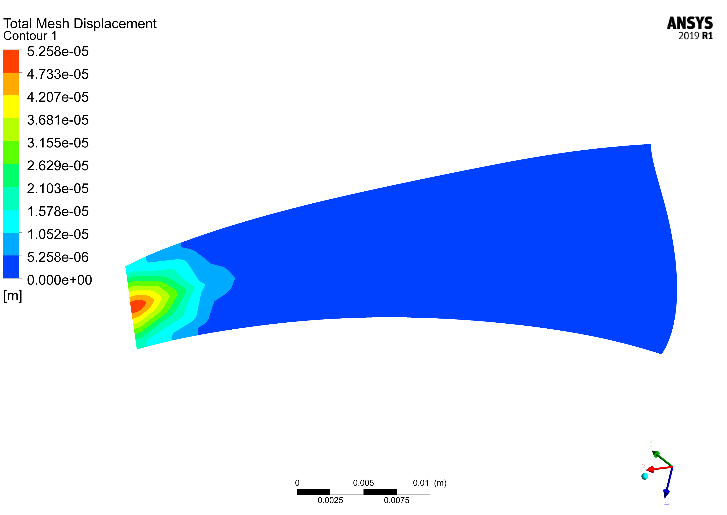 Total Mesh Displacement
Contour 1
5.258e-05
4.733e-05
4.207e-05
3.681e-05
3.155e-05
2.629e-05
2.103e-05
1.578e-05
1.052e-05
5.258e-06
0.000e+00
[m]
ANSYS
2019 R1
0 0.005 0.01 (m)
0.0025 0.0075